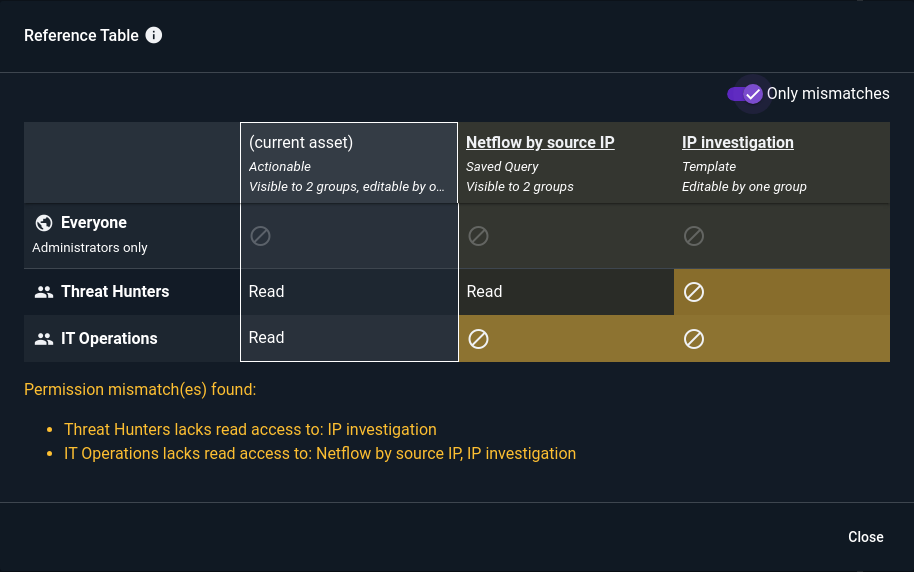 Reference Table
Only mismatches
(current asset)
Actionable
Visible to 2 groups, editable by o...
Netflow by source IP
Saved Query
Visible to 2 groups
IP investigation
Template
Editable by one group
Everyone
Administrators only
Threat Hunters
Read
Read
IT Operations
Read
Permission mismatch(es) found:
• Threat Hunters lacks read access to: IP investigation
• IT Operations lacks read access to: Netflow by source IP, IP investigation
Close